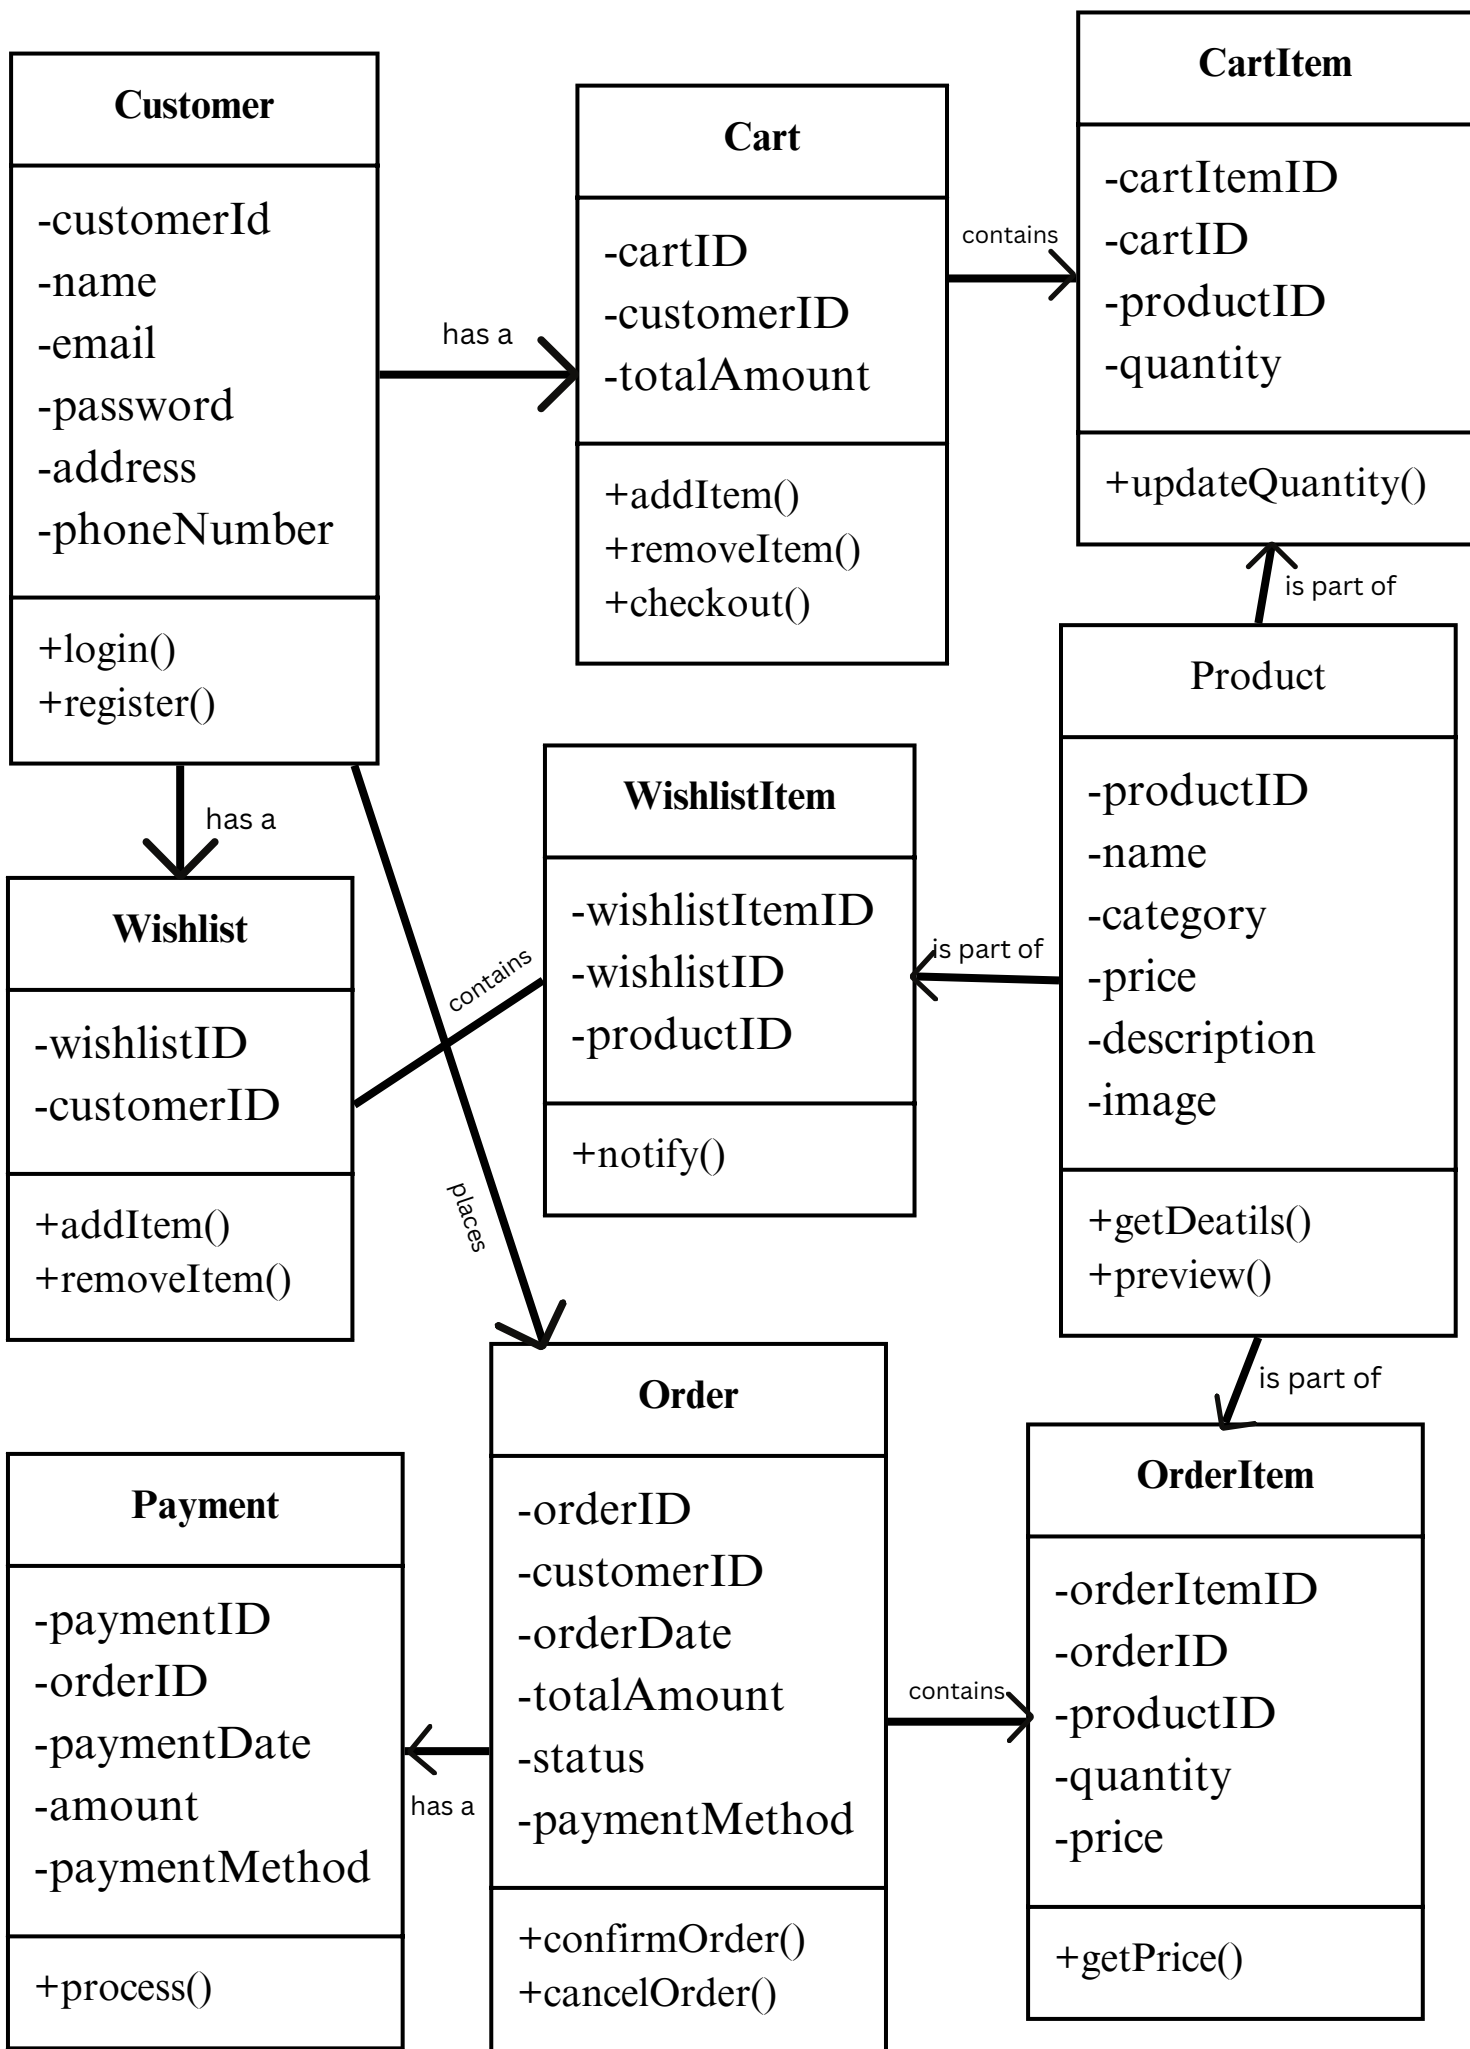 Customer
-customerId
-name
-email
-password
-address
-phoneNumber
+login()
+register()
has a
Cart
-cartID
-customerID
-totalAmount
+addItem()
+removeItem()
+checkout()
contains
CartItem
-cartItemID
-cartID
-productID
-quantity
+updateQuantity()
is part of
Product
-productID
-name
-category
-price
-description
-image
+getDeatils()
+preview()
has a
Wishlist
-wishlistID
-customerID
+addItem()
+removeItem()
contains
places
WishlistItem
-wishlistItemID
-wishlistID
-productID
+notify()
is part of
is part of
Order
-orderID
-customerID
-orderDate
-totalAmount
-status
-paymentMethod
+confirmOrder()
+cancelOrder()
has a
Payment
-paymentID
-orderID
-paymentDate
-amount
-paymentMethod
+process()
contains
OrderItem
-orderItemID
-orderID
-productID
-quantity
-price
+getPrice()